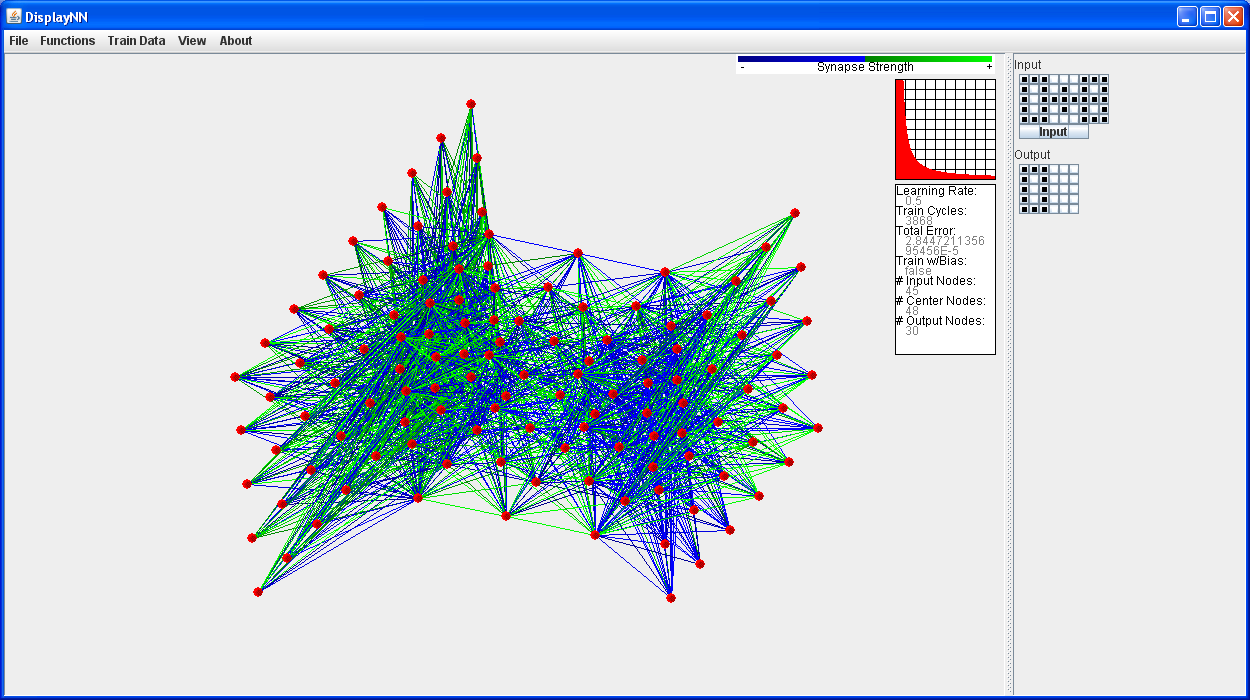 DisplayNN
File Functions Train Data View About
- Synapse Strength +
Learning Rate:
0.5
Train Cycles:
3868
Total Error:
2.8447211356
95456E-5
Train w/Bias:
false
# Input Nodes:
45
# Center Nodes:
48
# Output Nodes:
30
Input
Input
Output